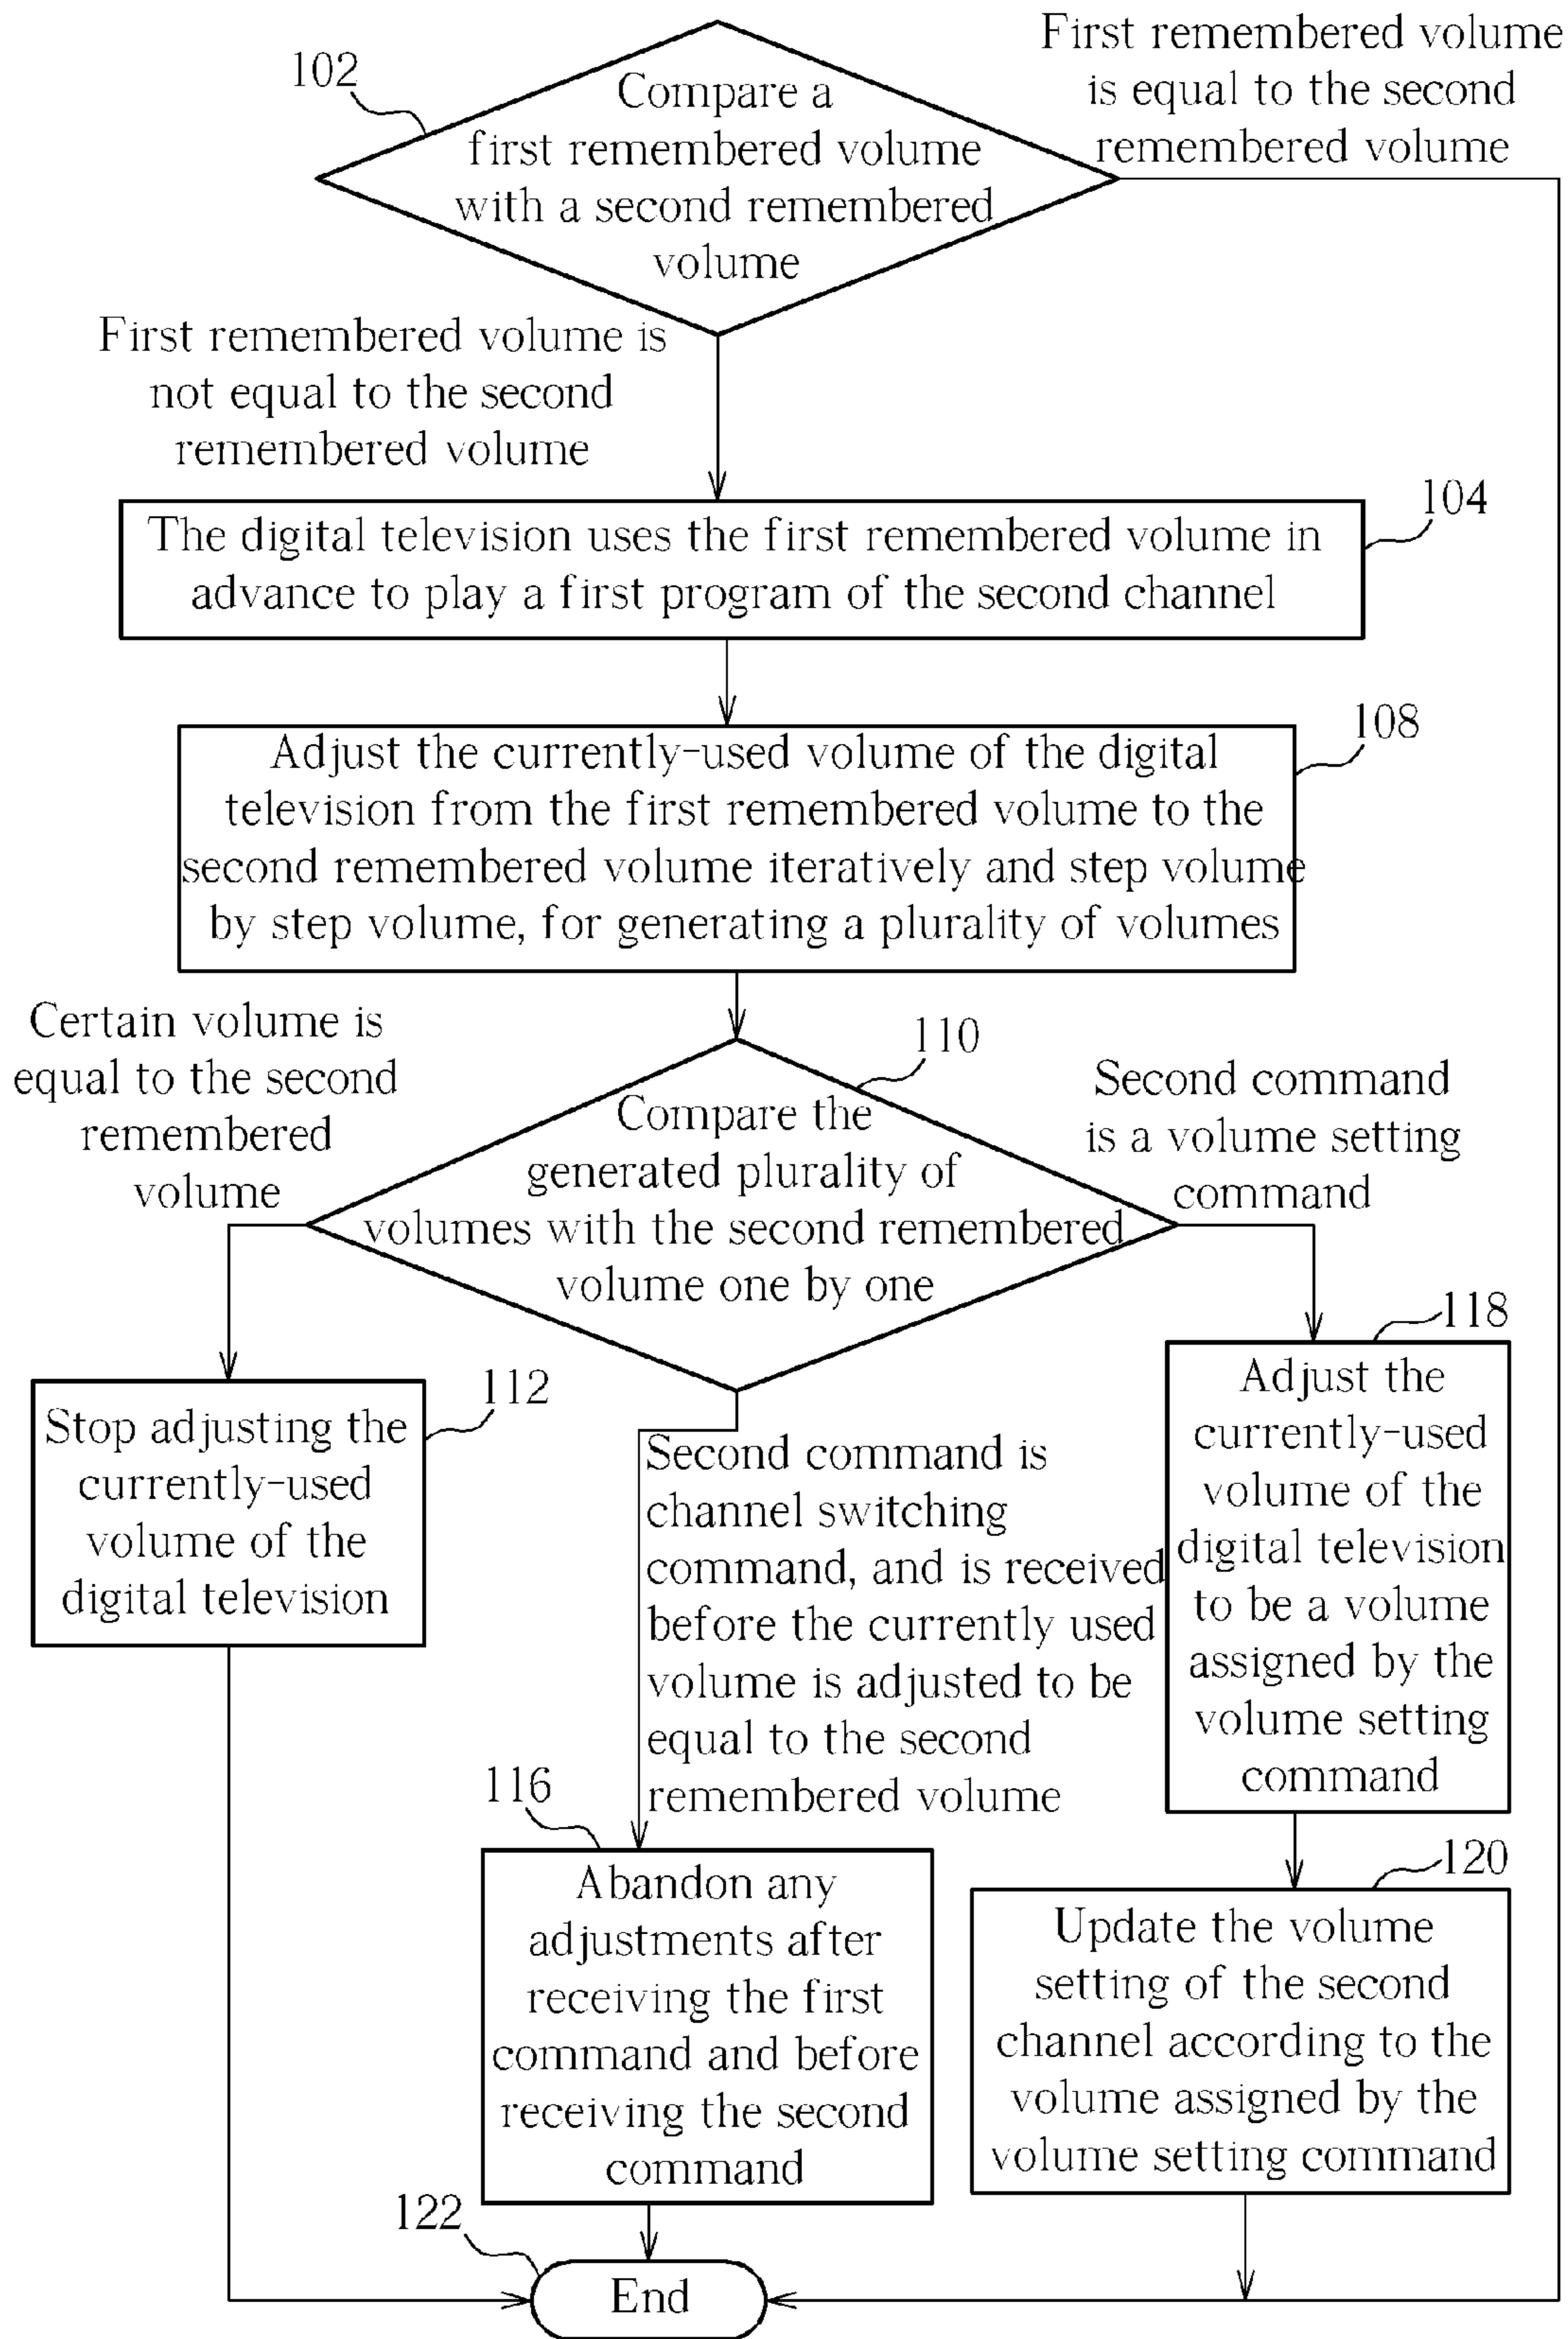 102
Compare a
first remembered volume
with a second remembered
volume
First remembered volume
is equal to the second
remembered volume
First remembered volume is
not equal to the second
remembered volume
104
The digital television uses the first remembered volume in
advance to play a first program of the second channel
108
Adjust the currently-used volume of the digital
television from the first remembered volume to the
second remembered volume iteratively and step volume
by step volume, for generating a plurality of volumes
Certain volume is
equal to the second
remembered
volume
110
Compare the
generated plurality of
volumes with the second remembered
volume one by one
Second command
is a volume setting
command
112
Stop adjusting the
currently-used
volume of the
digital television
Second command is
channel switching
command, and is received
before the currently used
volume is adjusted to be
equal to the second
remembered volume
118
Adjust the
currently-used
volume of the
digital television
to be a volume
assigned by the
volume setting
command
116
Abandon any
adjustments after
receiving the first
command and before
receiving the second
command
120
Update the volume
setting of the second
channel according to the
volume assigned by the
volume setting command
122
End